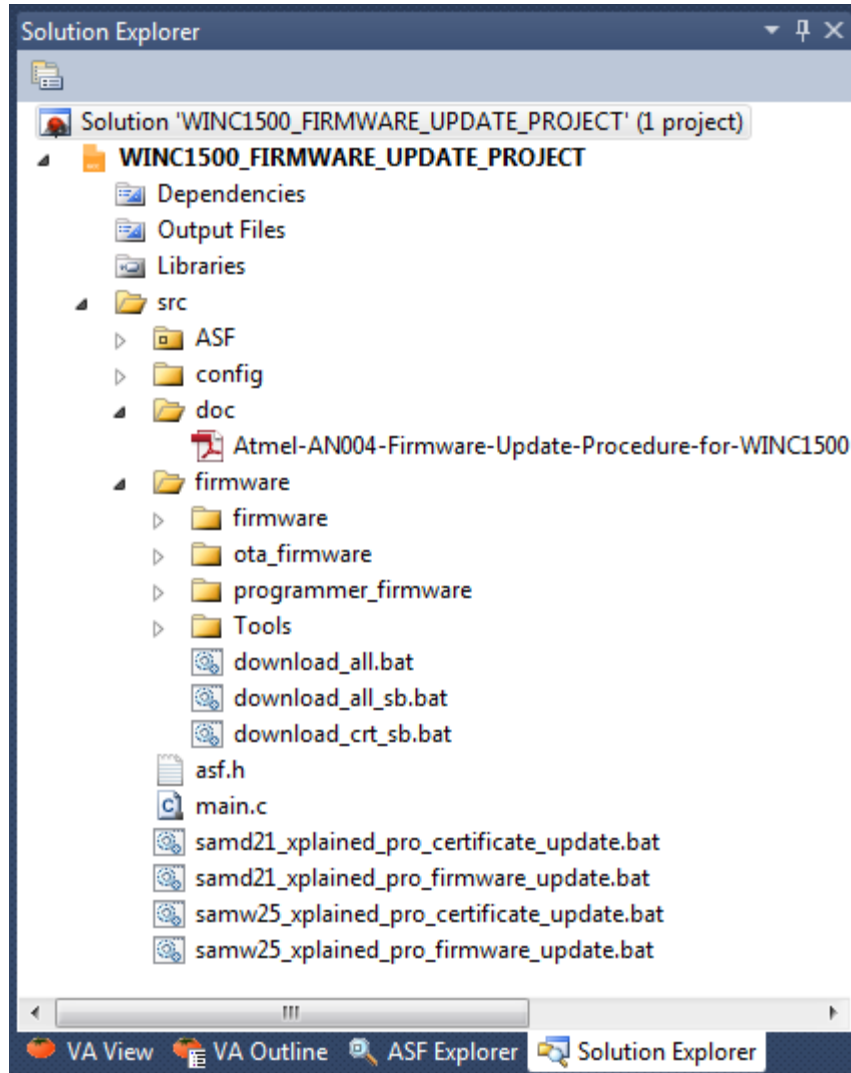 Solution Explorer
Solution 'WINC1500_FIRMWARE_UPDATE_PROJECT' (1 project)
WINC1500_FIRMWARE_UPDATE_PROJECT
Dependencies
Output Files
Libraries
src
ASF
config
doc
Atmel-AN004-Firmware-Update-Procedure-for-WINC1500
firmware
firmware
ota_firmware
programmer_firmware
Tools
download_all.bat
download_all_sb.bat
download_crt_sb.bat
asf.h
main.c
samd21_xplained_pro_certificate_update.bat
samd21_xplained_pro_firmware_update.bat
samw25_xplained_pro_certificate_update.bat
samw25_xplained_pro_firmware_update.bat
VA View VA Outline ASF Explorer Solution Explorer